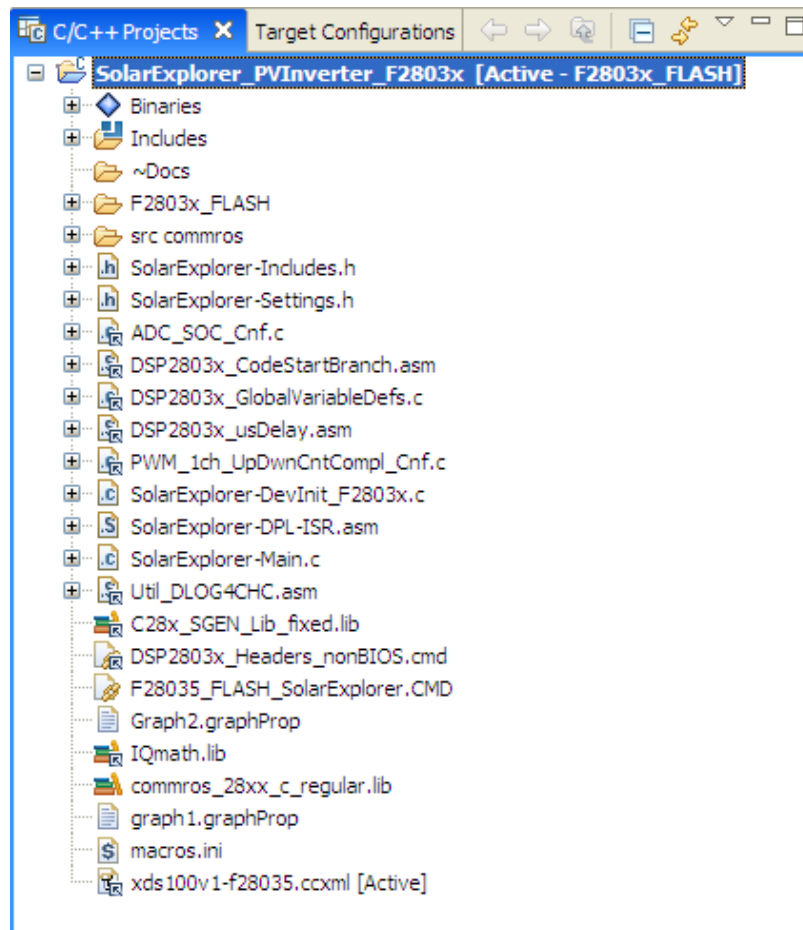 C/C++ Projects Target Configurations
SolarExplorer_PVInverter_F2803x [Active - F2803x_FLASH]
Binaries
Includes
~Docs
F2803x_FLASH
src commros
SolarExplorer-Includes.h
SolarExplorer-Settings.h
ADC_SOC_Cnf.c
DSP2803x_CodeStartBranch.asm
DSP2803x_GlobalVariableDefs.c
DSP2803x_usDelay.asm
PWM_1ch_UpDwnCntCompl_Cnf.c
SolarExplorer-DevInit_F2803x.c
SolarExplorer-DPL-ISR.asm
SolarExplorer-Main.c
Util_DLOG4CHC.asm
C28x_SGEN_Lib_fixed.lib
DSP2803x_Headers_nonBIOS.cmd
F28035_FLASH_SolarExplorer.CMD
Graph2.graphProp
IQmath.lib
commros_28xx_c_regular.lib
graph1.graphProp
macros.ini
xds100v1-f28035.ccxml [Active]